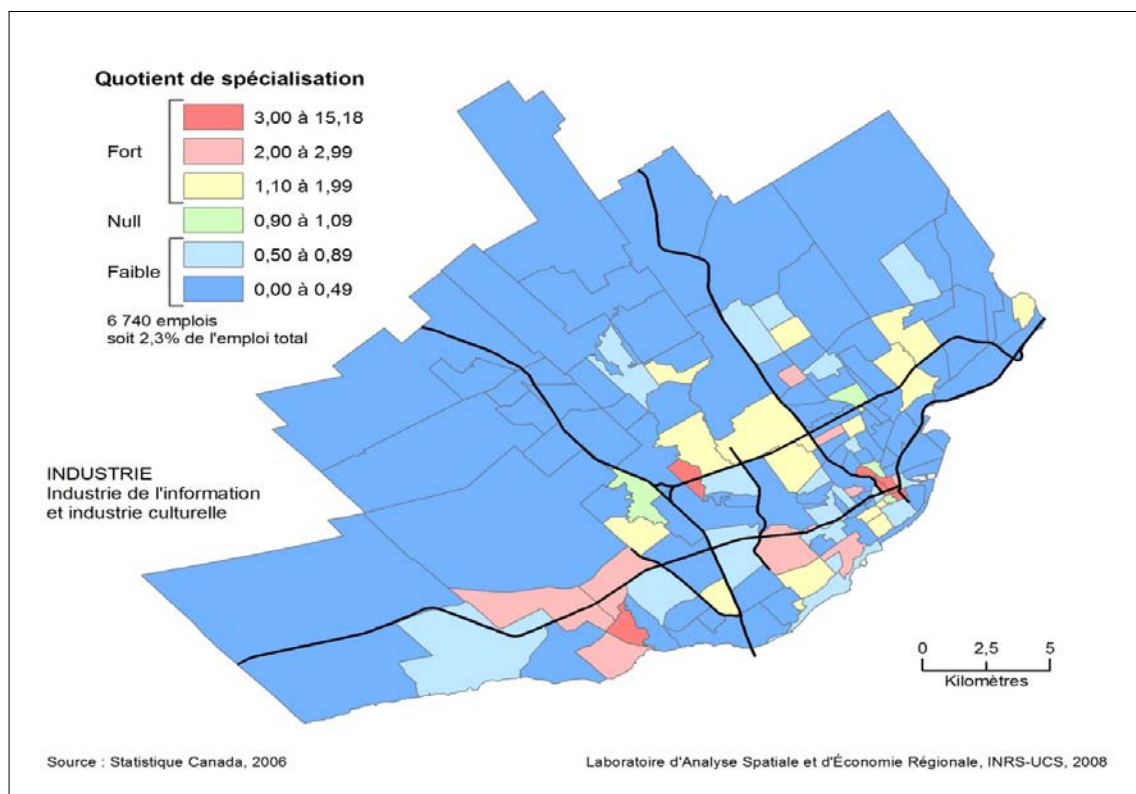 Quotient de spécialisation
3,00 à 15,18
Fort
2,00 à 2,99
1,10 à 1,99
Null
0,90 à 1,09
0,50 à 0,89
Faible
0,00 à 0,49
6 740 emplois
soit 2,3% de l'emploi total
INDUSTRIE
Industrie de l'information
et industrie culturelle
0 2,5 5
Kilomètres
Source : Statistique Canada, 2006
Laboratoire d'Analyse Spatiale et d'Économie Régionale, INRS-UCS, 2008